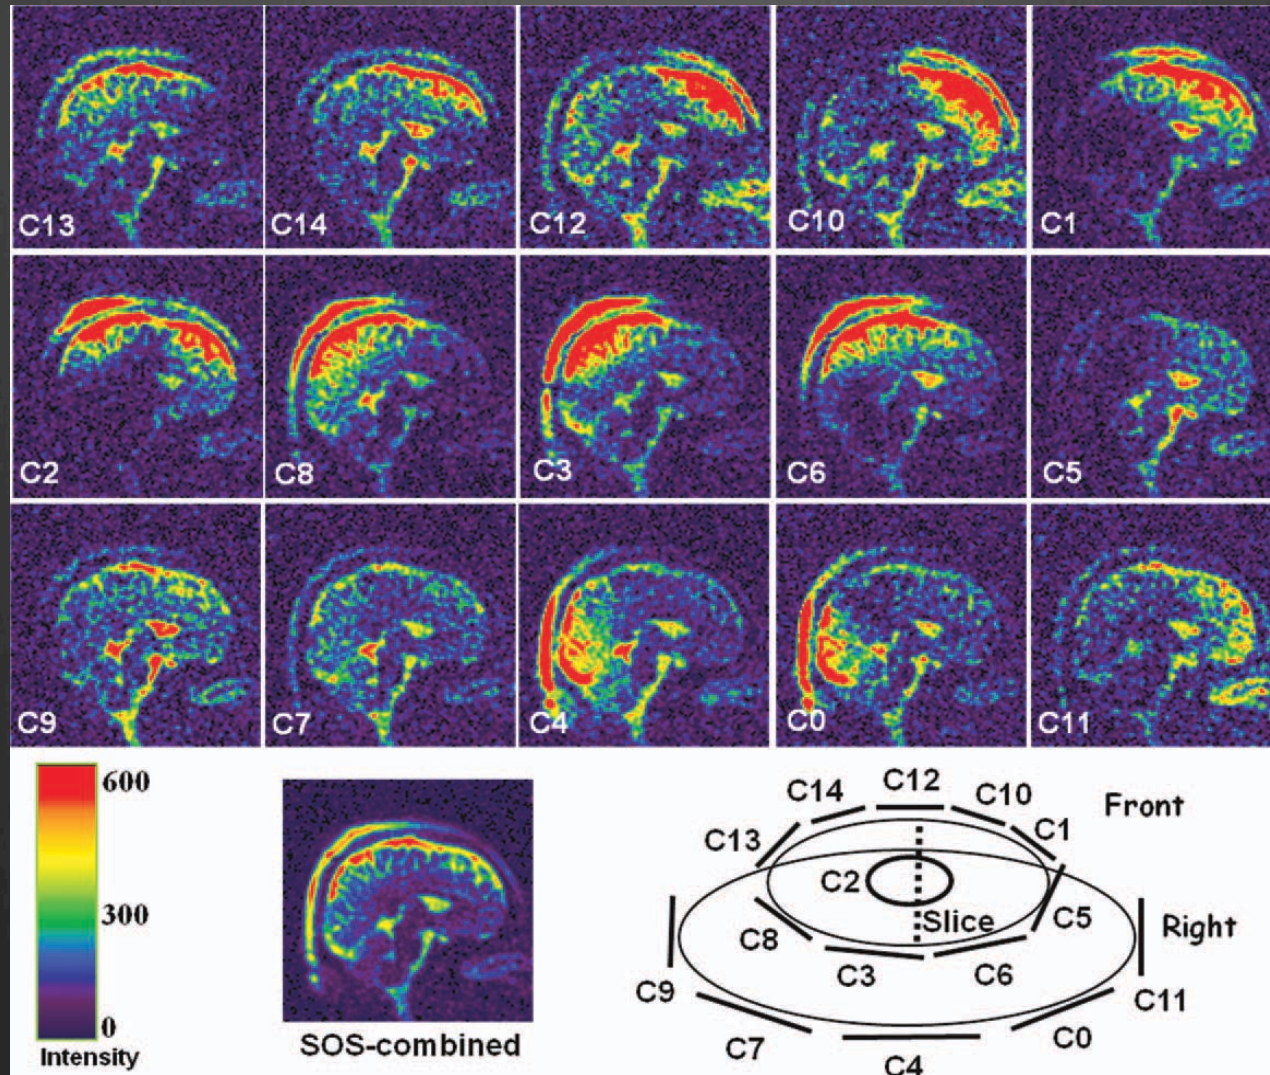 C13
C14
C12
C10
C1
C2
C8
C3
C6
C5
C9
C7
C4
C0
C11
600
300
0
Intensity
SOS-combined
C12
C14
C10
Front
C13
C1
C2
Slice
C5
Right
C8
C3
C6
C9
C11
C7
C0
C4